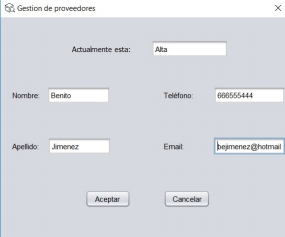 Gestion de proveedores
Actualmente esta: Alta
Nombre: Benito Teléfono: 666555444
Apellido: Jimenez Email: bejimenez@hotmail
Aceptar Cancelar